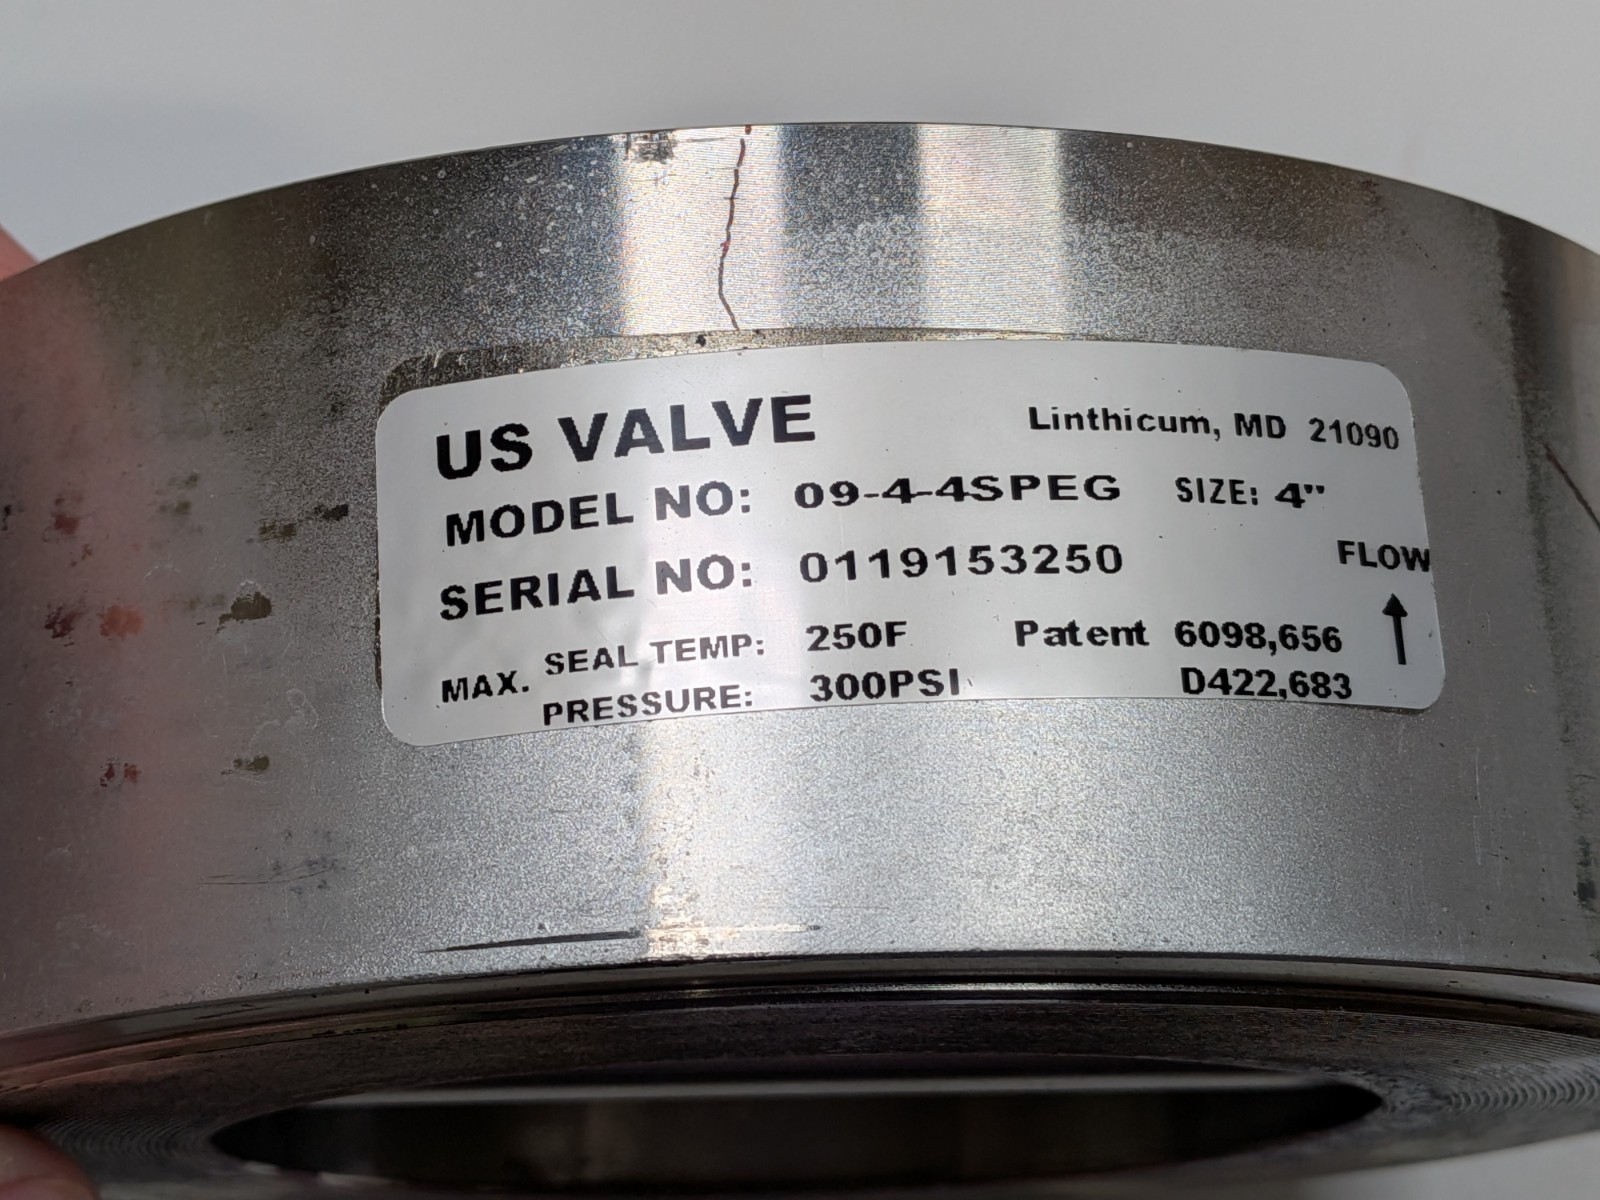 US VALVE Linthicum, MD 21090
MODEL NO: 09-4-4SPEG SIZE: 4"
SERIAL NO: 0119153250 FLOW
MAX. SEAL TEMP: 250F Patent 6098,656
PRESSURE: 300PSI D422,683